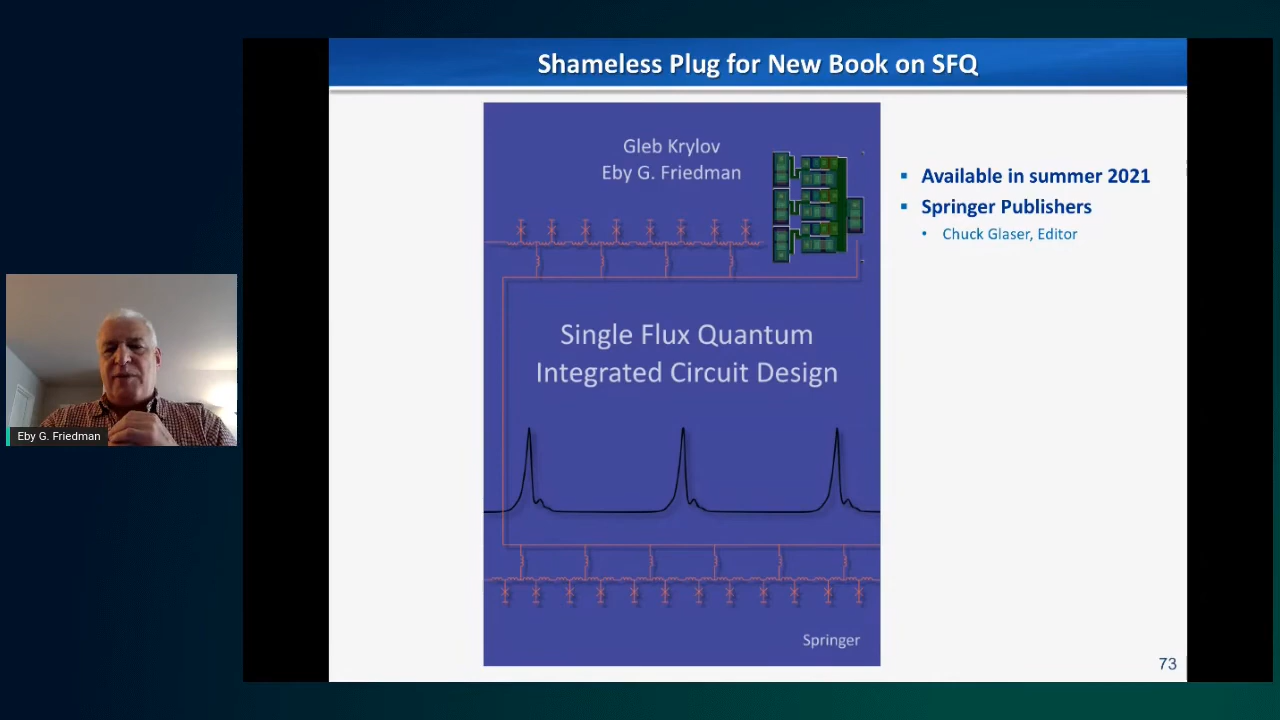 Shameless Plug for New Book on SFQ
Gleb Krylov
Eby G. Friedman
Single Flux Quantum
Integrated Circuit Design
Springer
▪ Available in summer 2021
▪ Springer Publishers
• Chuck Glaser, Editor
73
Eby G. Friedman